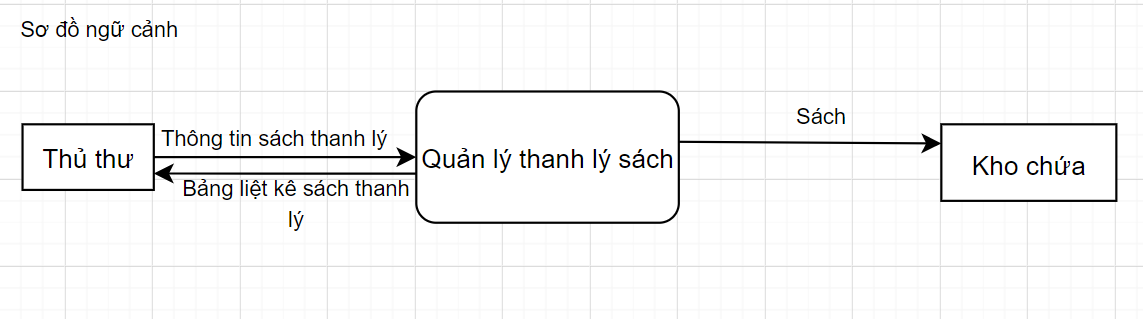 Sơ đồ ngữ cảnh
Sách
Thông tin sách thanh lý
Thủ thư
Quản lý thanh lý sách
Kho chứa
Bảng liệt kê sách thanh
lý